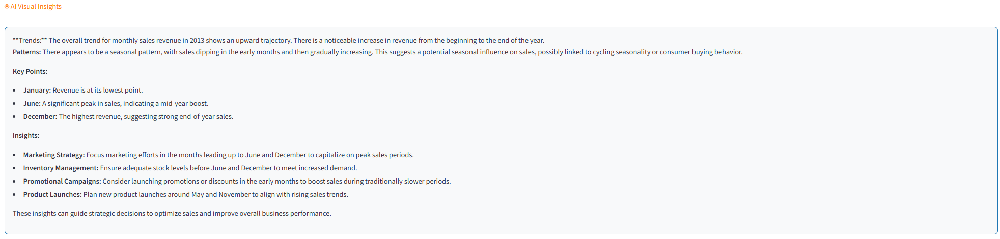 AI Visual Insights
**Trends:** The overall trend for monthly sales revenue in 2013 shows an upward trajectory. There is a noticeable increase in revenue from the beginning to the end of the year.
Patterns: There appears to be a seasonal pattern, with sales dipping in the early months and then gradually increasing. This suggests a potential seasonal influence on sales, possibly linked to cycling seasonality or consumer buying behavior.
Key Points:
• January: Revenue is at its lowest point.
• June: A significant peak in sales, indicating a mid-year boost.
• December: The highest revenue, suggesting strong end-of-year sales.
Insights:
• Marketing Strategy: Focus marketing efforts in the months leading up to June and December to capitalize on peak sales periods.
• Inventory Management: Ensure adequate stock levels before June and December to meet increased demand.
• Promotional Campaigns: Consider launching promotions or discounts in the early months to boost sales during traditionally slower periods.
• Product Launches: Plan new product launches around May and November to align with rising sales trends.
These insights can guide strategic decisions to optimize sales and improve overall business performance.